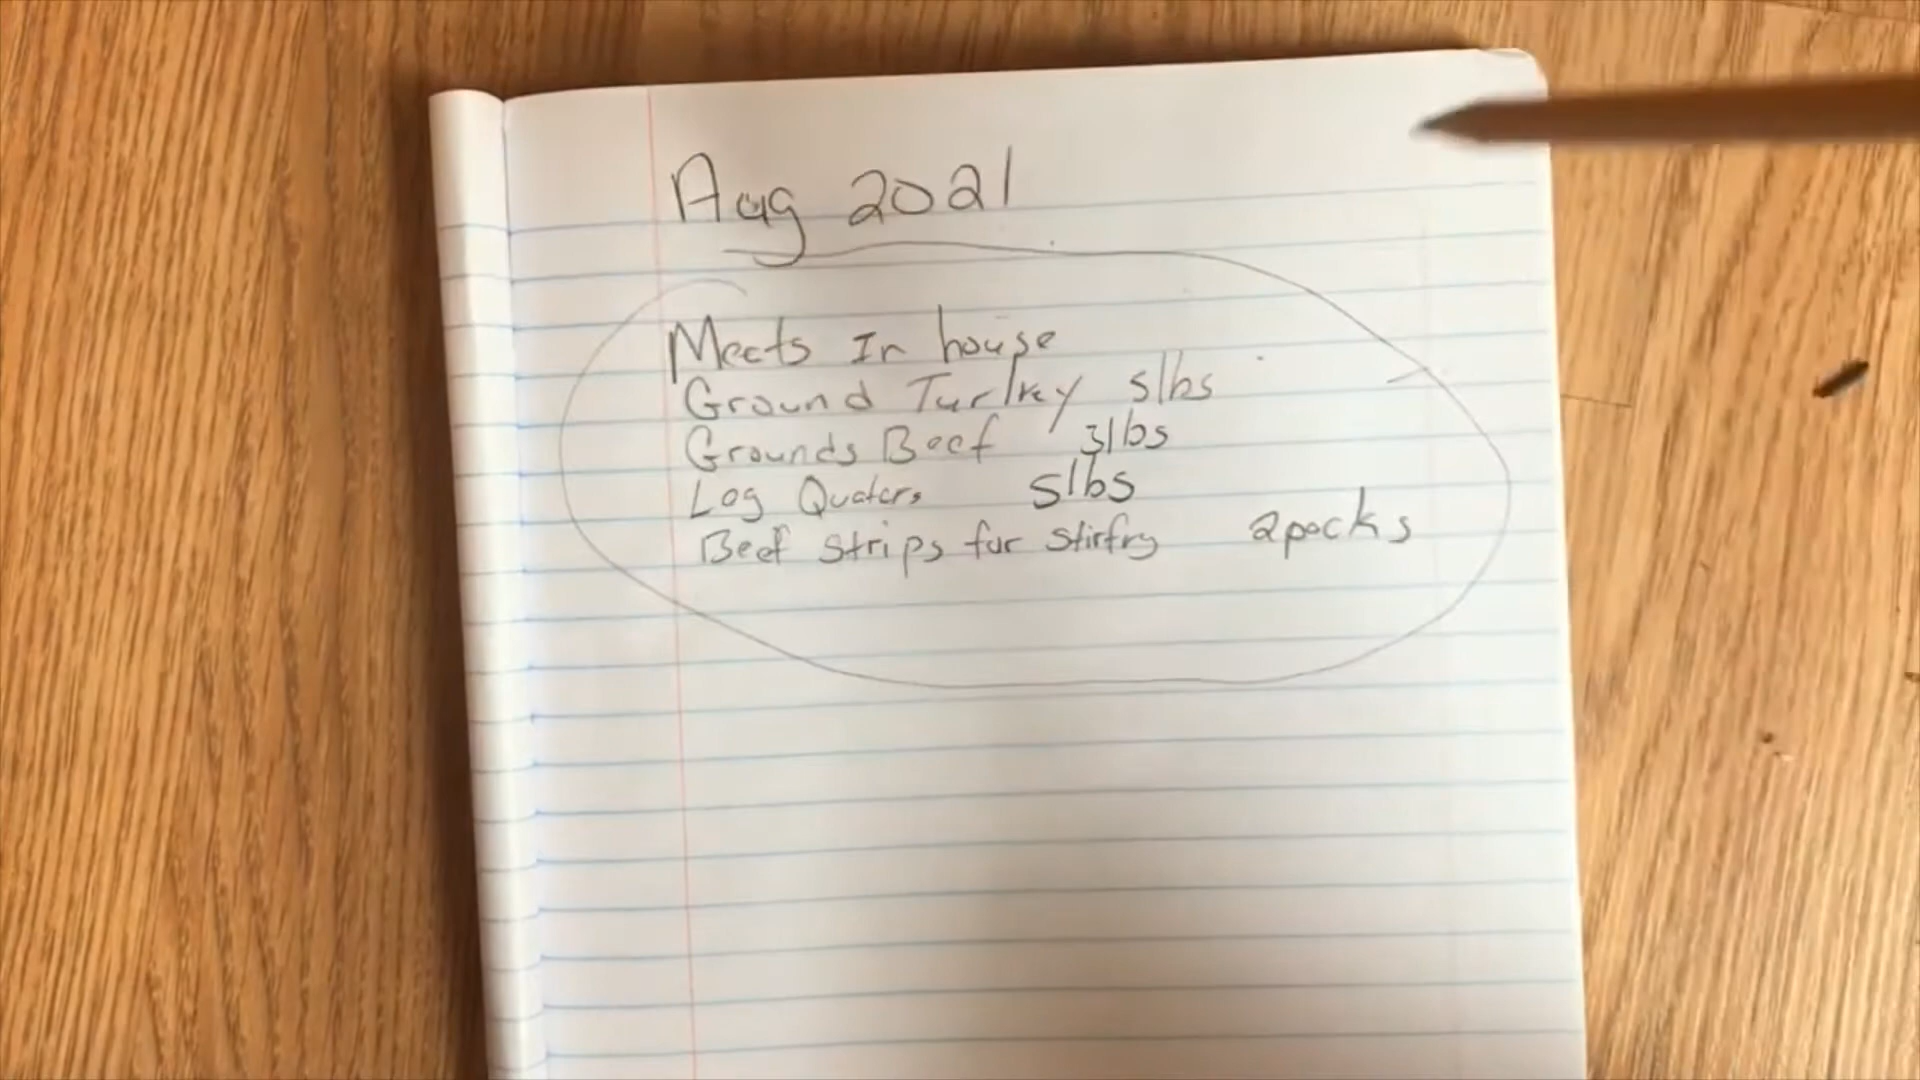 Aug 2021
Meats In house
Ground Turkey 5lbs
Grounds Beef 3lbs
Leg Quaters 5lbs
Beef Strips for Stirfry 2packs